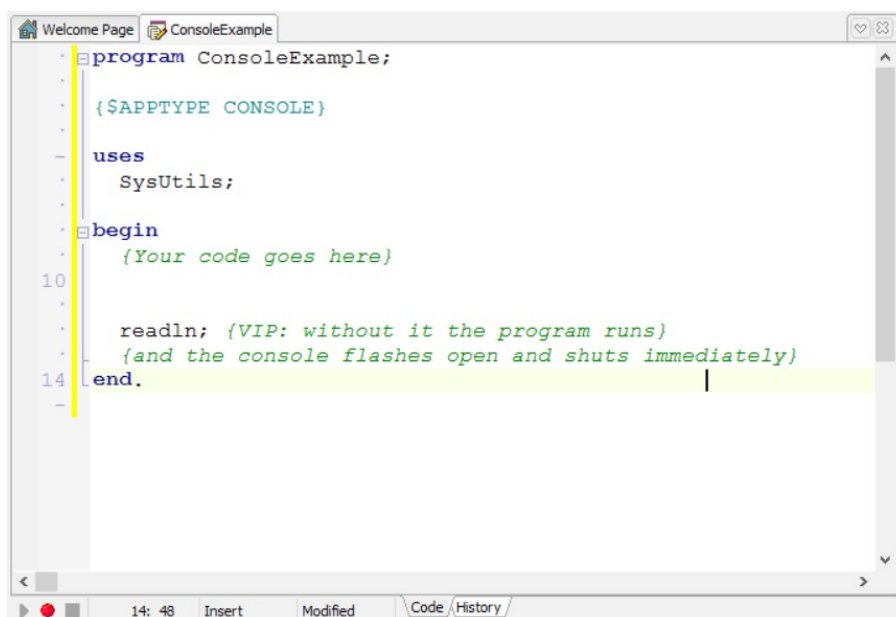 Welcome Page ConsoleExample
program ConsoleExample;
{$APPTYPE CONSOLE}
uses
SysUtils;
begin
{Your code goes here}
10
readln; {VIP: without it the program runs}
{and the console flashes open and shuts immediately}
14 end.
14: 48 Insert Modified Code History